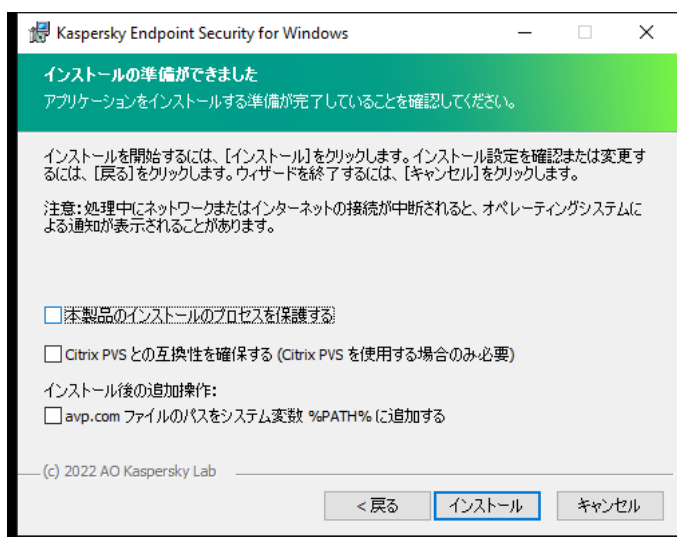 Kaspersky Endpoint Security for Windows
インストールの準備ができました
アプリケーションをインストールする準備が完了していることを確認してください。
インストールを開始するには、[インストール]をクリックします。インストール設定を確認または変更す
るには、[戻る]をクリックします。ウィザードを終了するには、[キャンセル]をクリックします。
注意:処理中にネットワークまたはインターネットの接続が中断されると、オペレーティングシステムに
よる通知が表示されることがあります。
本製品のインストールのプロセスを保護する
Citrix PVS との互換性を確保する (Citrix PVS を使用する場合のみ必要)
インストール後の追加操作:
avp.com ファイルのパスをシステム変数 %PATH% に追加する
(c) 2022 AO Kaspersky Lab
< 戻る インストール キャンセル